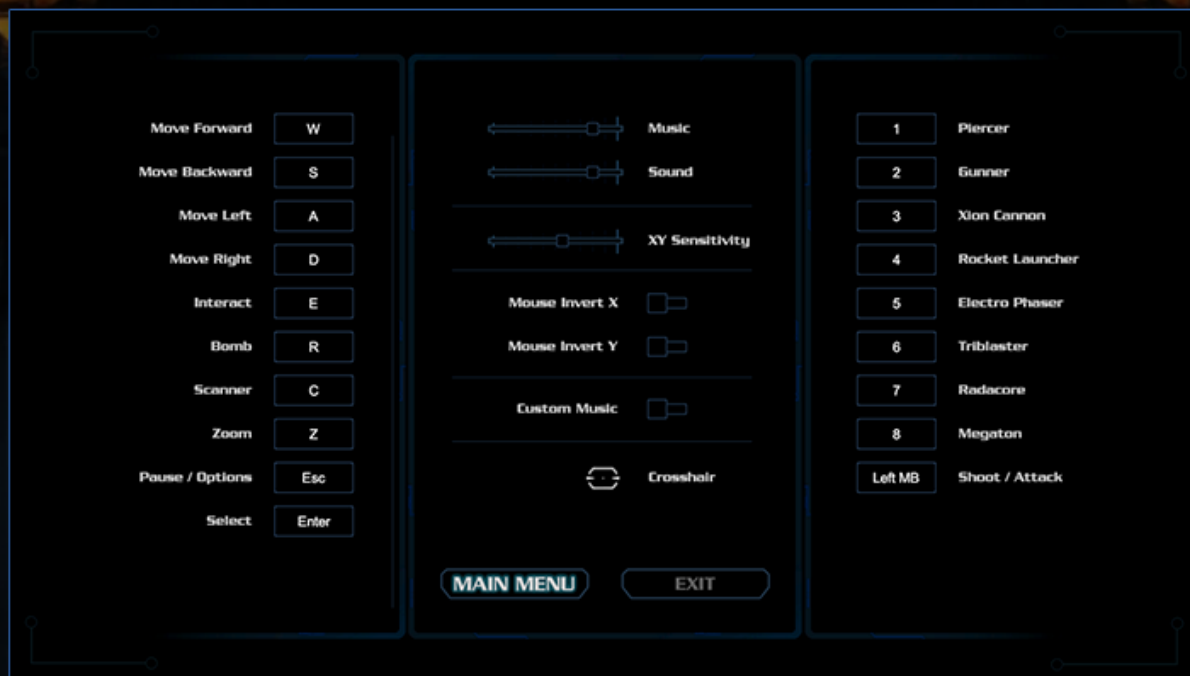 Move Forward W
Move Backward S
Move Left A
Move Right D
Interact E
Bomb R
Scanner C
Zoom Z
Pause / Options Esc
Select Enter
Music
Sound
XY Sensitivity
Mouse Invert X
Mouse Invert Y
Custom Music
Crosshair
MAIN MENU EXIT
1 Piercer
2 Gunner
3 Xion Cannon
4 Rocket Launcher
5 Electro Phaser
6 Triblaster
7 Radacore
8 Megaton
Left MB Shoot / Attack